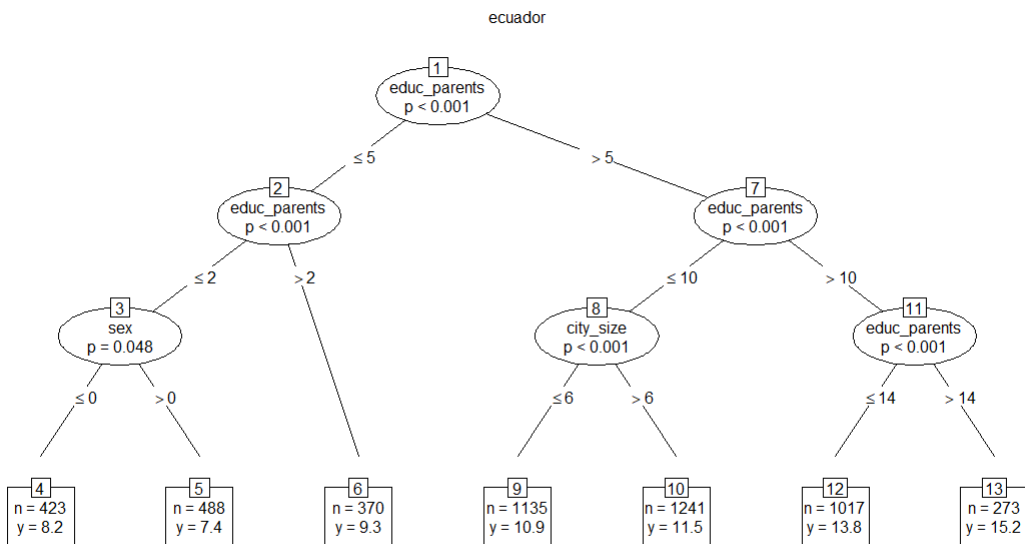 ecuador
1
educ_parents
p < 0.001
≤ 5
> 5
2
educ_parents
p < 0.001
7
educ_parents
p < 0.001
≤ 2
> 2
≤ 10
> 10
3
sex
p = 0.048
8
city_size
p < 0.001
11
educ_parents
p < 0.001
≤ 0
> 0
≤ 6
> 6
≤ 14
> 14
4
n = 423
y = 8.2
5
n = 488
y = 7.4
6
n = 370
y = 9.3
9
n = 1135
y = 10.9
10
n = 1241
y = 11.5
12
n = 1017
y = 13.8
13
n = 273
y = 15.2